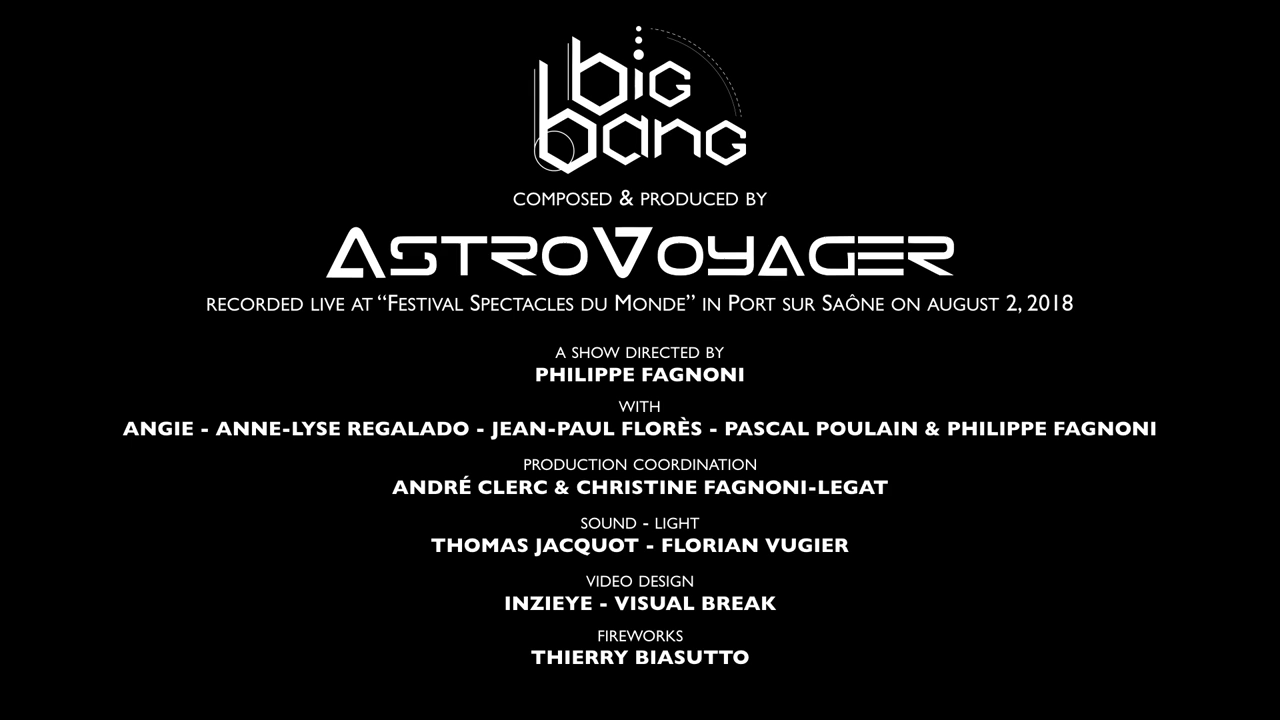 big
bang
COMPOSED & PRODUCED BY
ASTROVOYAGER
RECORDED LIVE AT “FESTIVAL SPECTACLES DU MONDE” IN PORT SUR SAÔNE ON AUGUST 2, 2018
A SHOW DIRECTED BY
PHILIPPE FAGNONI
WITH
ANGIE - ANNE-LYSE REGALADO - JEAN-PAUL FLORÈS - PASCAL POULAIN & PHILIPPE FAGNONI
PRODUCTION COORDINATION
ANDRÉ CLERC & CHRISTINE FAGNONI-LEGAT
SOUND - LIGHT
THOMAS JACQUOT - FLORIAN VUGIER
VIDEO DESIGN
INZIEYE - VISUAL BREAK
FIREWORKS
THIERRY BIASUTTO